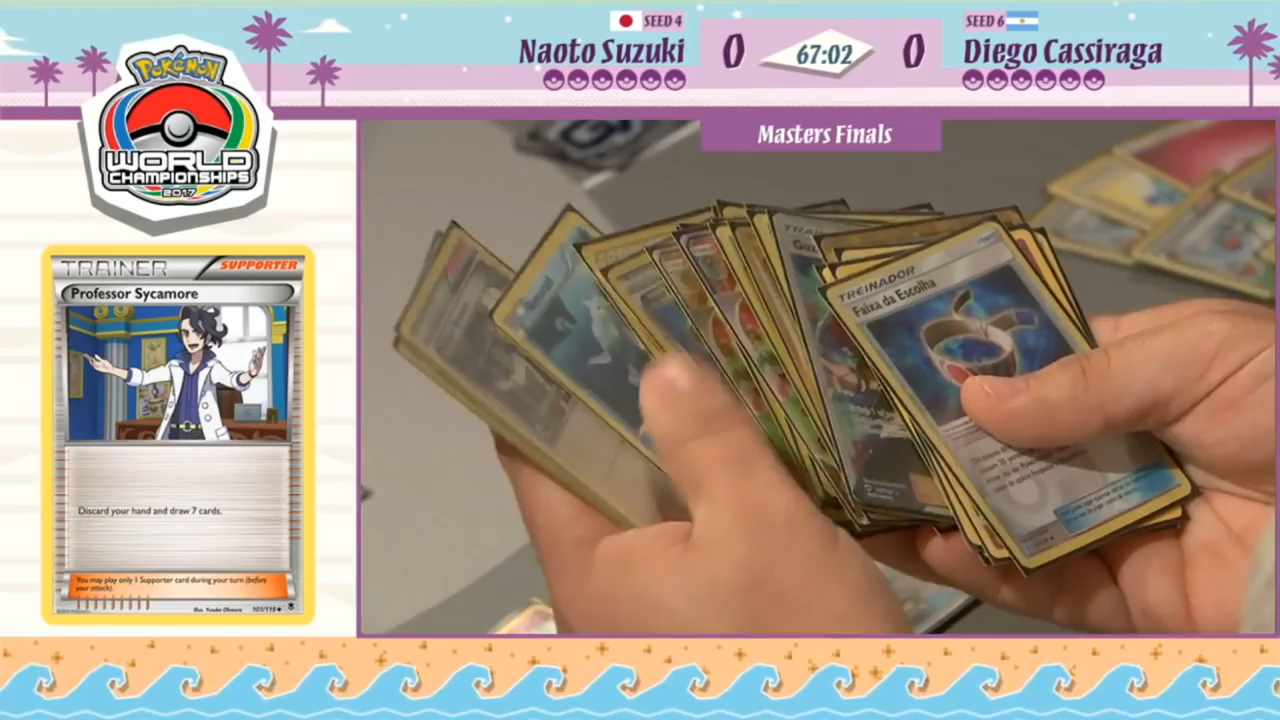 SEED 4
Naoto Suzuki
0
67:02
0
SEED 6
Diego Cassiraga
Masters Finals
POKéMON
WORLD
CHAMPIONSHIPS
2017
TRAINER
SUPPORTER
Professor Sycamore
Discard your hand and draw 7 cards.
You may play only 1 Supporter card during your turn (before
your attack).
Illus. Yusuke Ohmura
101/119
TREINADOR
Faixa da Escolha
TRAI
Guz